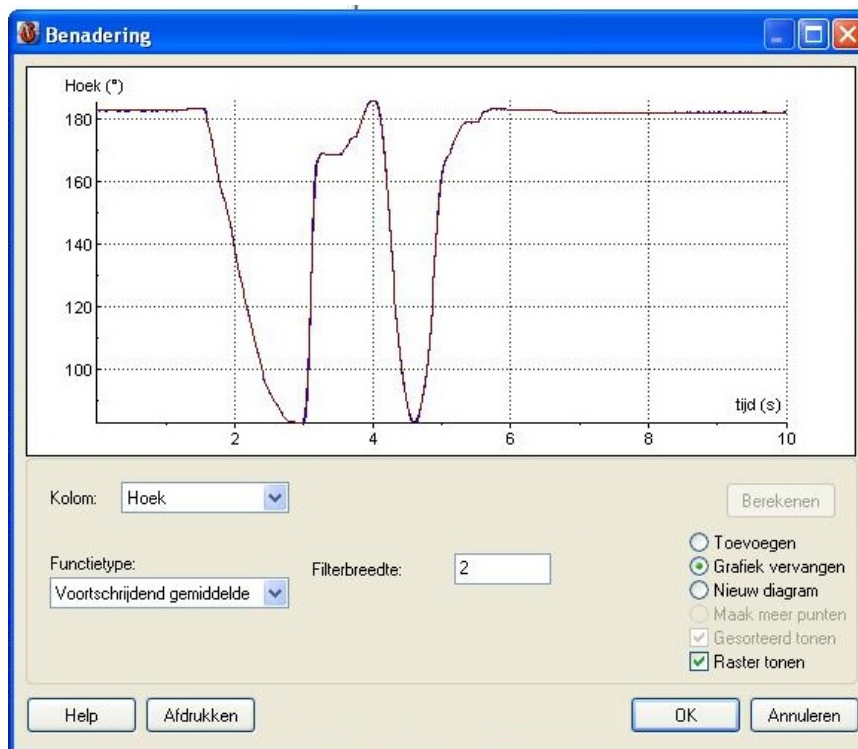 Benadering
Hoek (°)
180
160
140
120
100
tijd (s)
2 4 6 8 10
Kolom: Hoek
Berekenen
Functietype:
Voortschrijdend gemiddelde
Filterbreedte: 2
Toevoegen
Grafiek vervangen
Nieuw diagram
Maak meer punten
Gesorteerd tonen
Raster tonen
Help Afdrukken OK Annuleren